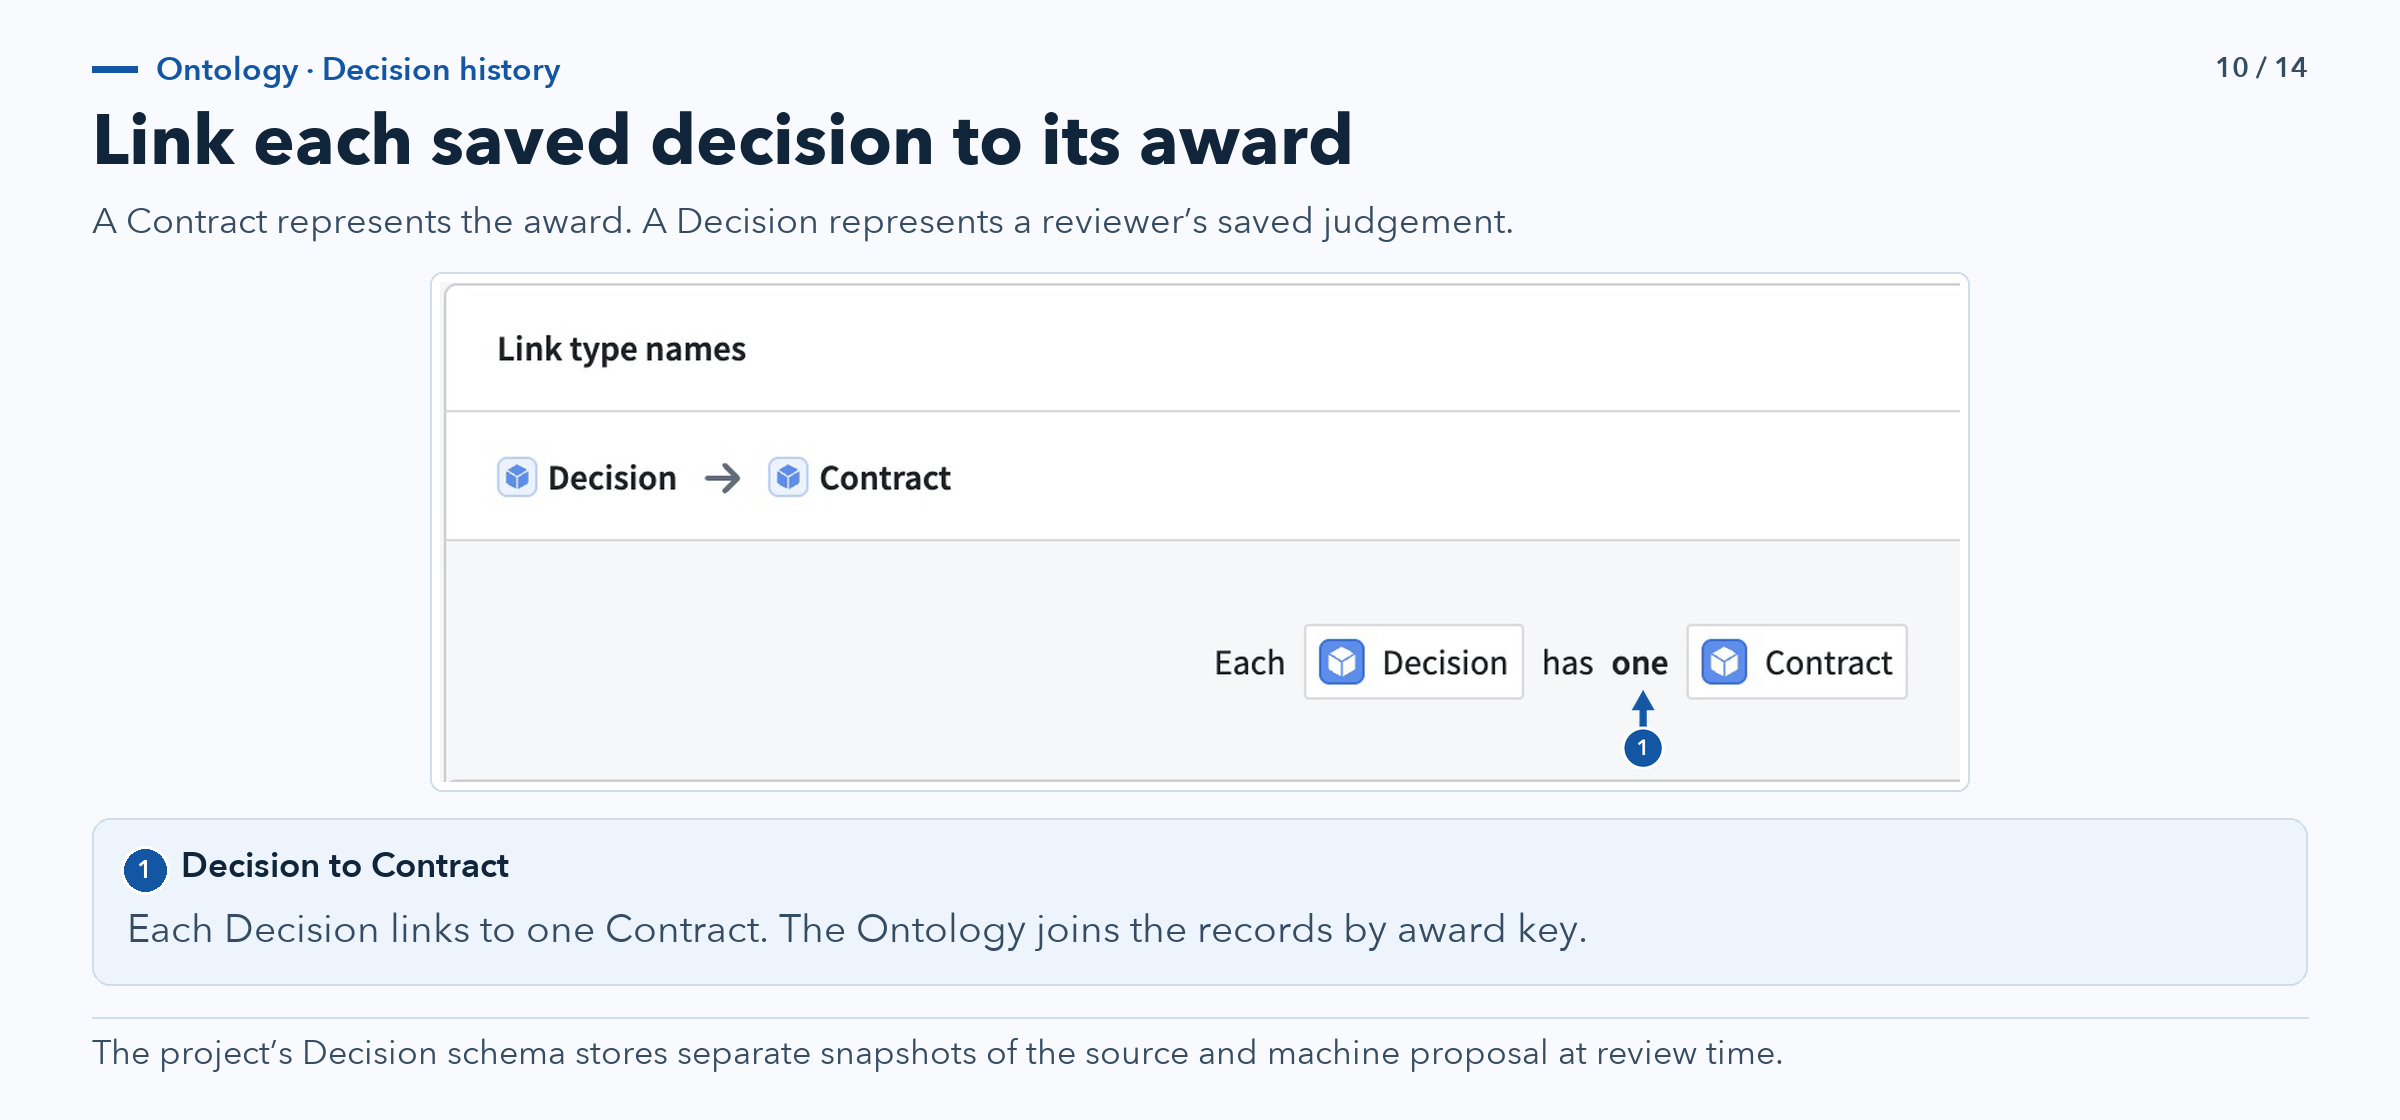 Ontology · Decision history
10 / 14
Link each saved decision to its award
A Contract represents the award. A Decision represents a reviewer’s saved judgement.
Link type names
Decision → Contract
Each Decision has one Contract
1
1 Decision to Contract
Each Decision links to one Contract. The Ontology joins the records by award key.
The project’s Decision schema stores separate snapshots of the source and machine proposal at review time.